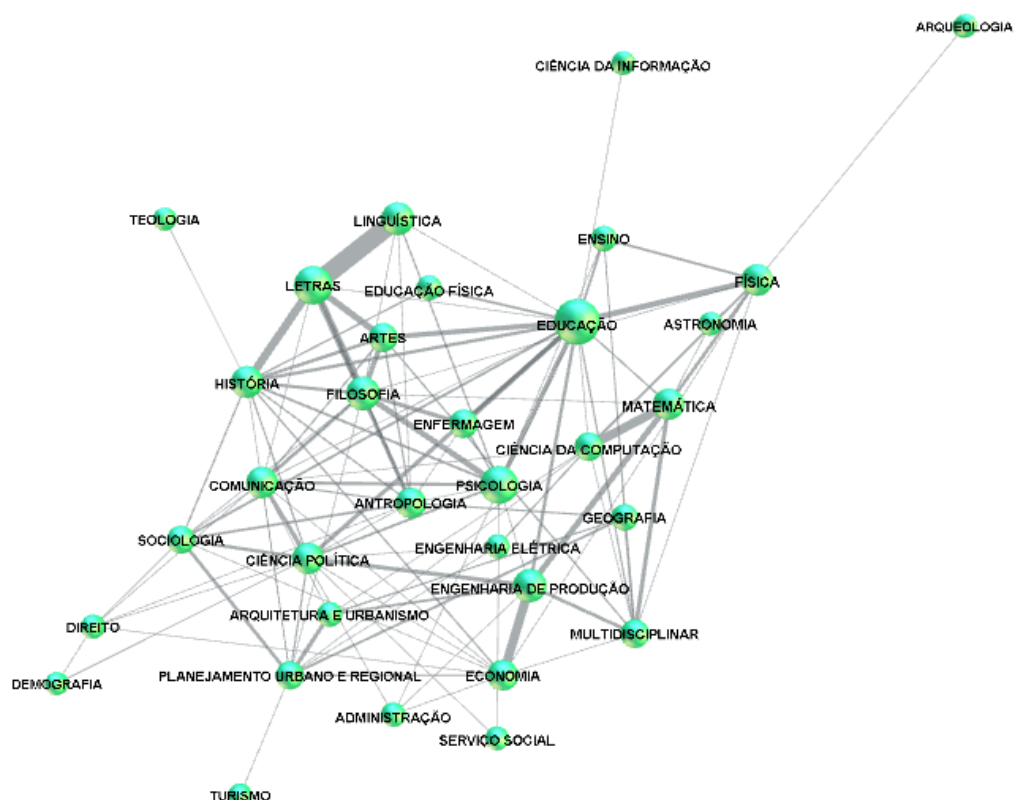 ARQUEOLOGIA
CIÊNCIA DA INFORMAÇÃO
TEOLOGIA
LINGUÍSTICA
ENSINO
FÍSICA
LETRAS
EDUCAÇÃO FÍSICA
EDUCAÇÃO
ASTRONOMIA
ARTES
HISTÓRIA
FILOSOFIA
MATEMÁTICA
ENFERMAGEM
CIÊNCIA DA COMPUTAÇÃO
COMUNICAÇÃO
PSICOLOGIA
ANTROPOLOGIA
GEOGRAFIA
SOCIOLOGIA
ENGENHARIA ELÉTRICA
CIÊNCIA POLÍTICA
ENGENHARIA DE PRODUÇÃO
ARQUITETURA E URBANISMO
DIREITO
MULTIDISCIPLINAR
PLANEJAMENTO URBANO E REGIONAL
ECONOMIA
DEMOGRAFIA
ADMINISTRAÇÃO
SERVIÇO SOCIAL
TURISMO